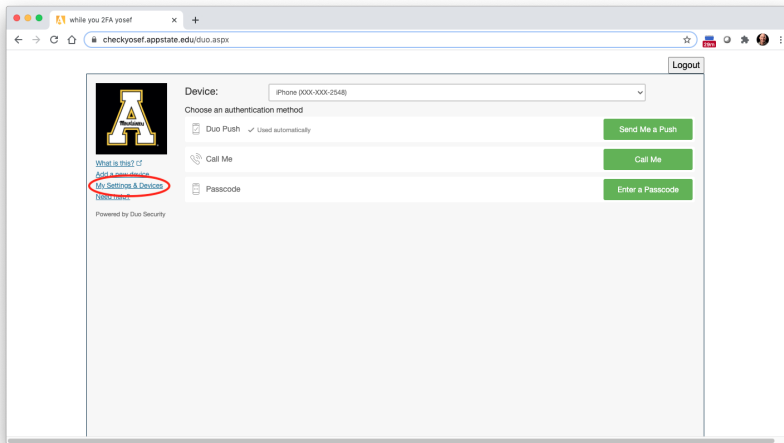 while you 2FA yosef
checkyosef.appstate.edu/duo.aspx
29m
Logout
Device:
iPhone (XXX-XXX-2548)
Choose an authentication method
Duo Push
Used automatically
Send Me a Push
Call Me
Call Me
Passcode
Enter a Passcode
What is this?
Add a new device
My Settings & Devices
Need help?
Powered by Duo Security